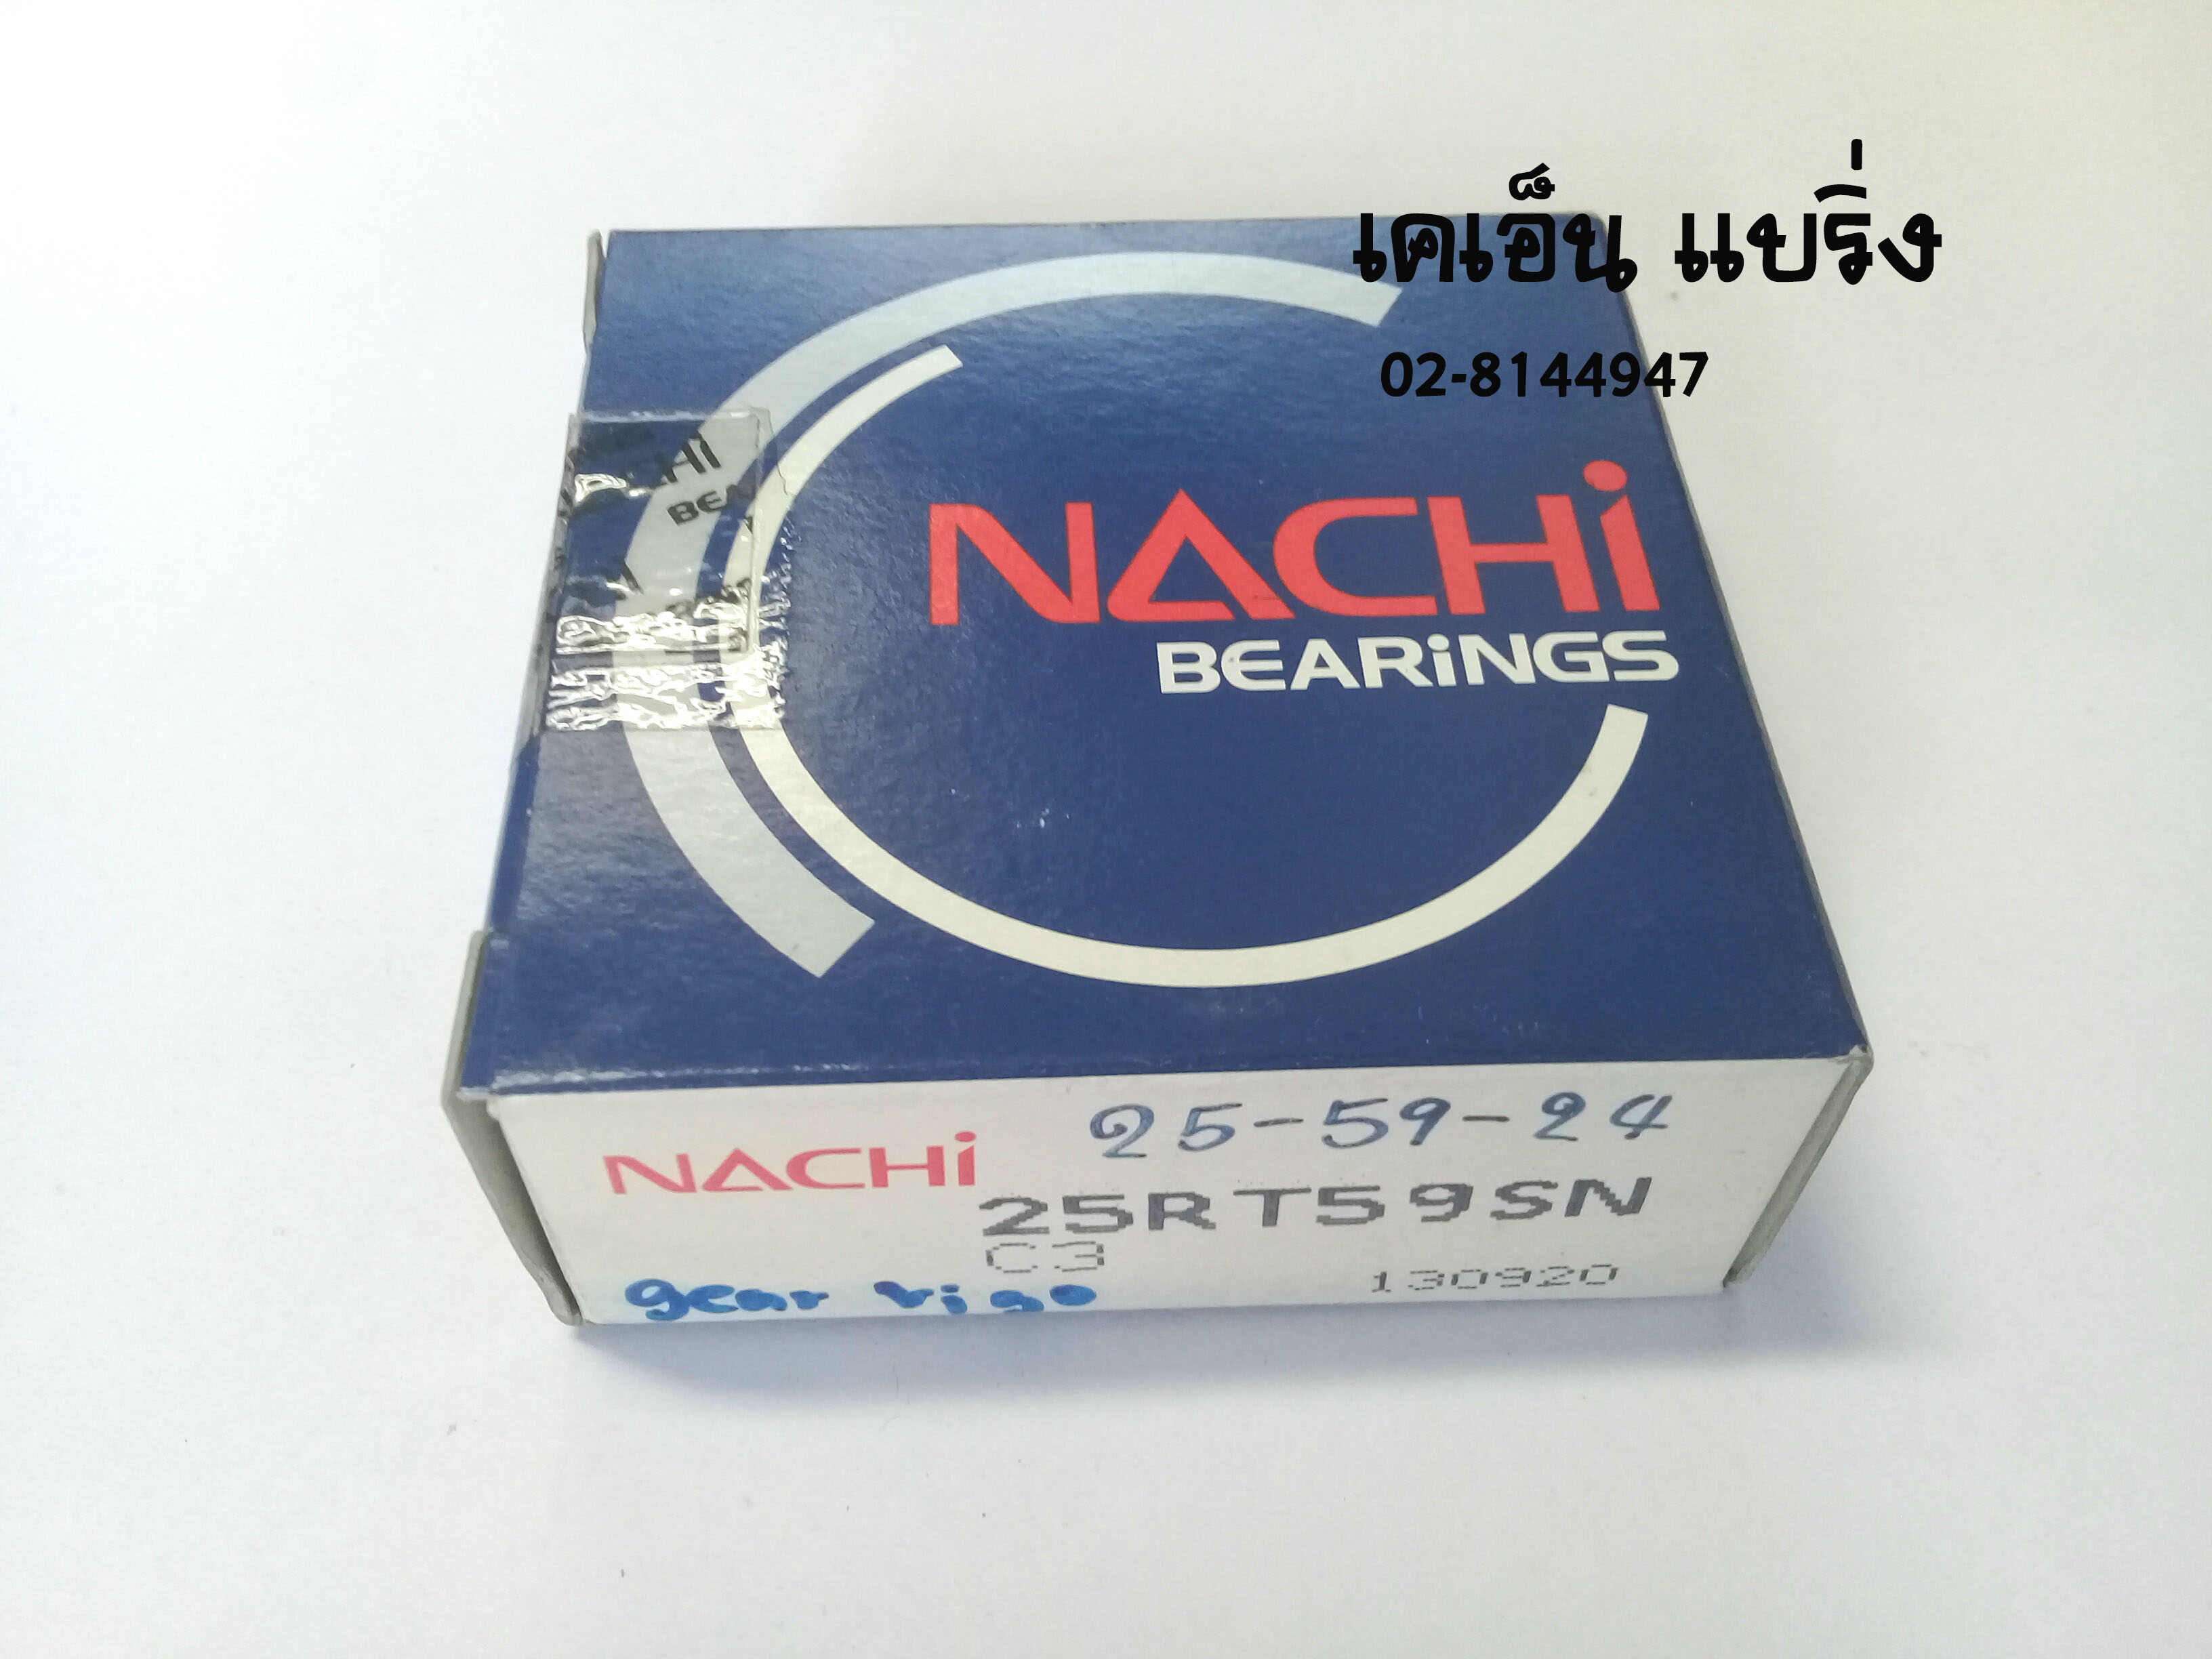 เคเอ็น แบริ่ง
02-8144947
NACHi
BEARiNGS
25-59-24
NACHi
25RT59SN
C3
gear vigo
130920